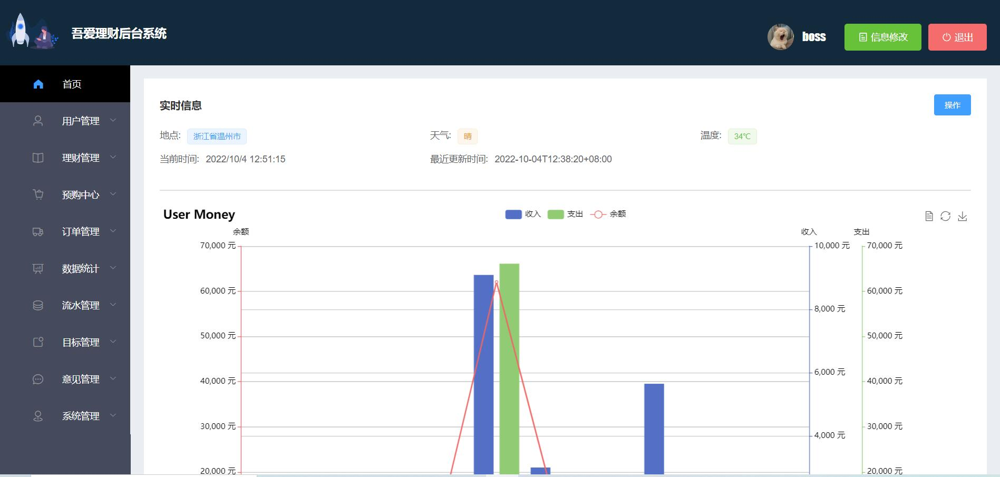 吾爱理财后台系统
boss
信息修改
退出
首页
用户管理
理财管理
预购中心
订单管理
数据统计
流水管理
目标管理
意见管理
系统管理
实时信息
操作
地点: 浙江省温州市
天气: 晴
温度: 34℃
当前时间: 2022/10/4 12:51:15
最近更新时间: 2022-10-04T12:38:20+08:00
User Money
收入 支出 余额
余额
70,000 元
60,000 元
50,000 元
40,000 元
30,000 元
20,000 元
收入
10,000 元
8,000 元
6,000 元
4,000 元
支出
70,000 元
60,000 元
50,000 元
40,000 元
30,000 元
20,000 元